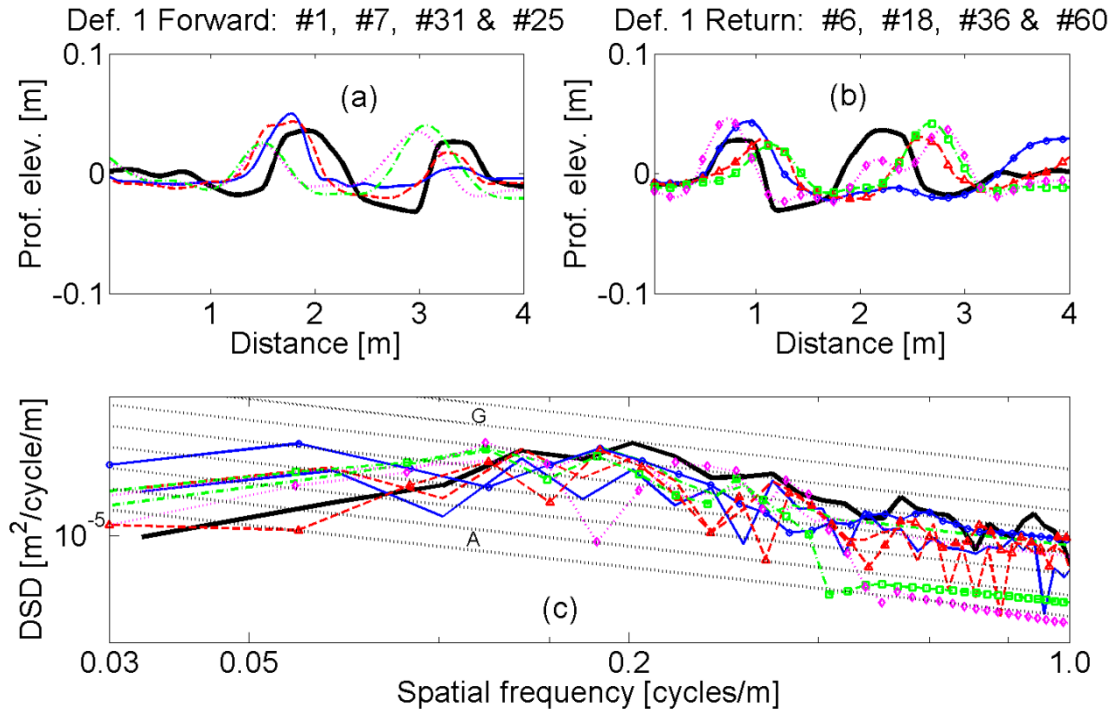 Def. 1 Forward: #1, #7, #31 & #25
Def. 1 Return: #6, #18, #36 & #60
0.1
0
-0.1
Prof. elev. [m]
(a)
1 2 3 4
Distance [m]
0.1
0
-0.1
Prof. elev. [m]
(b)
1 2 3 4
Distance [m]
DSD [m²/cycle/m]
10⁻⁵
G
A
(c)
0.03 0.05 0.2 1.0
Spatial frequency [cycles/m]